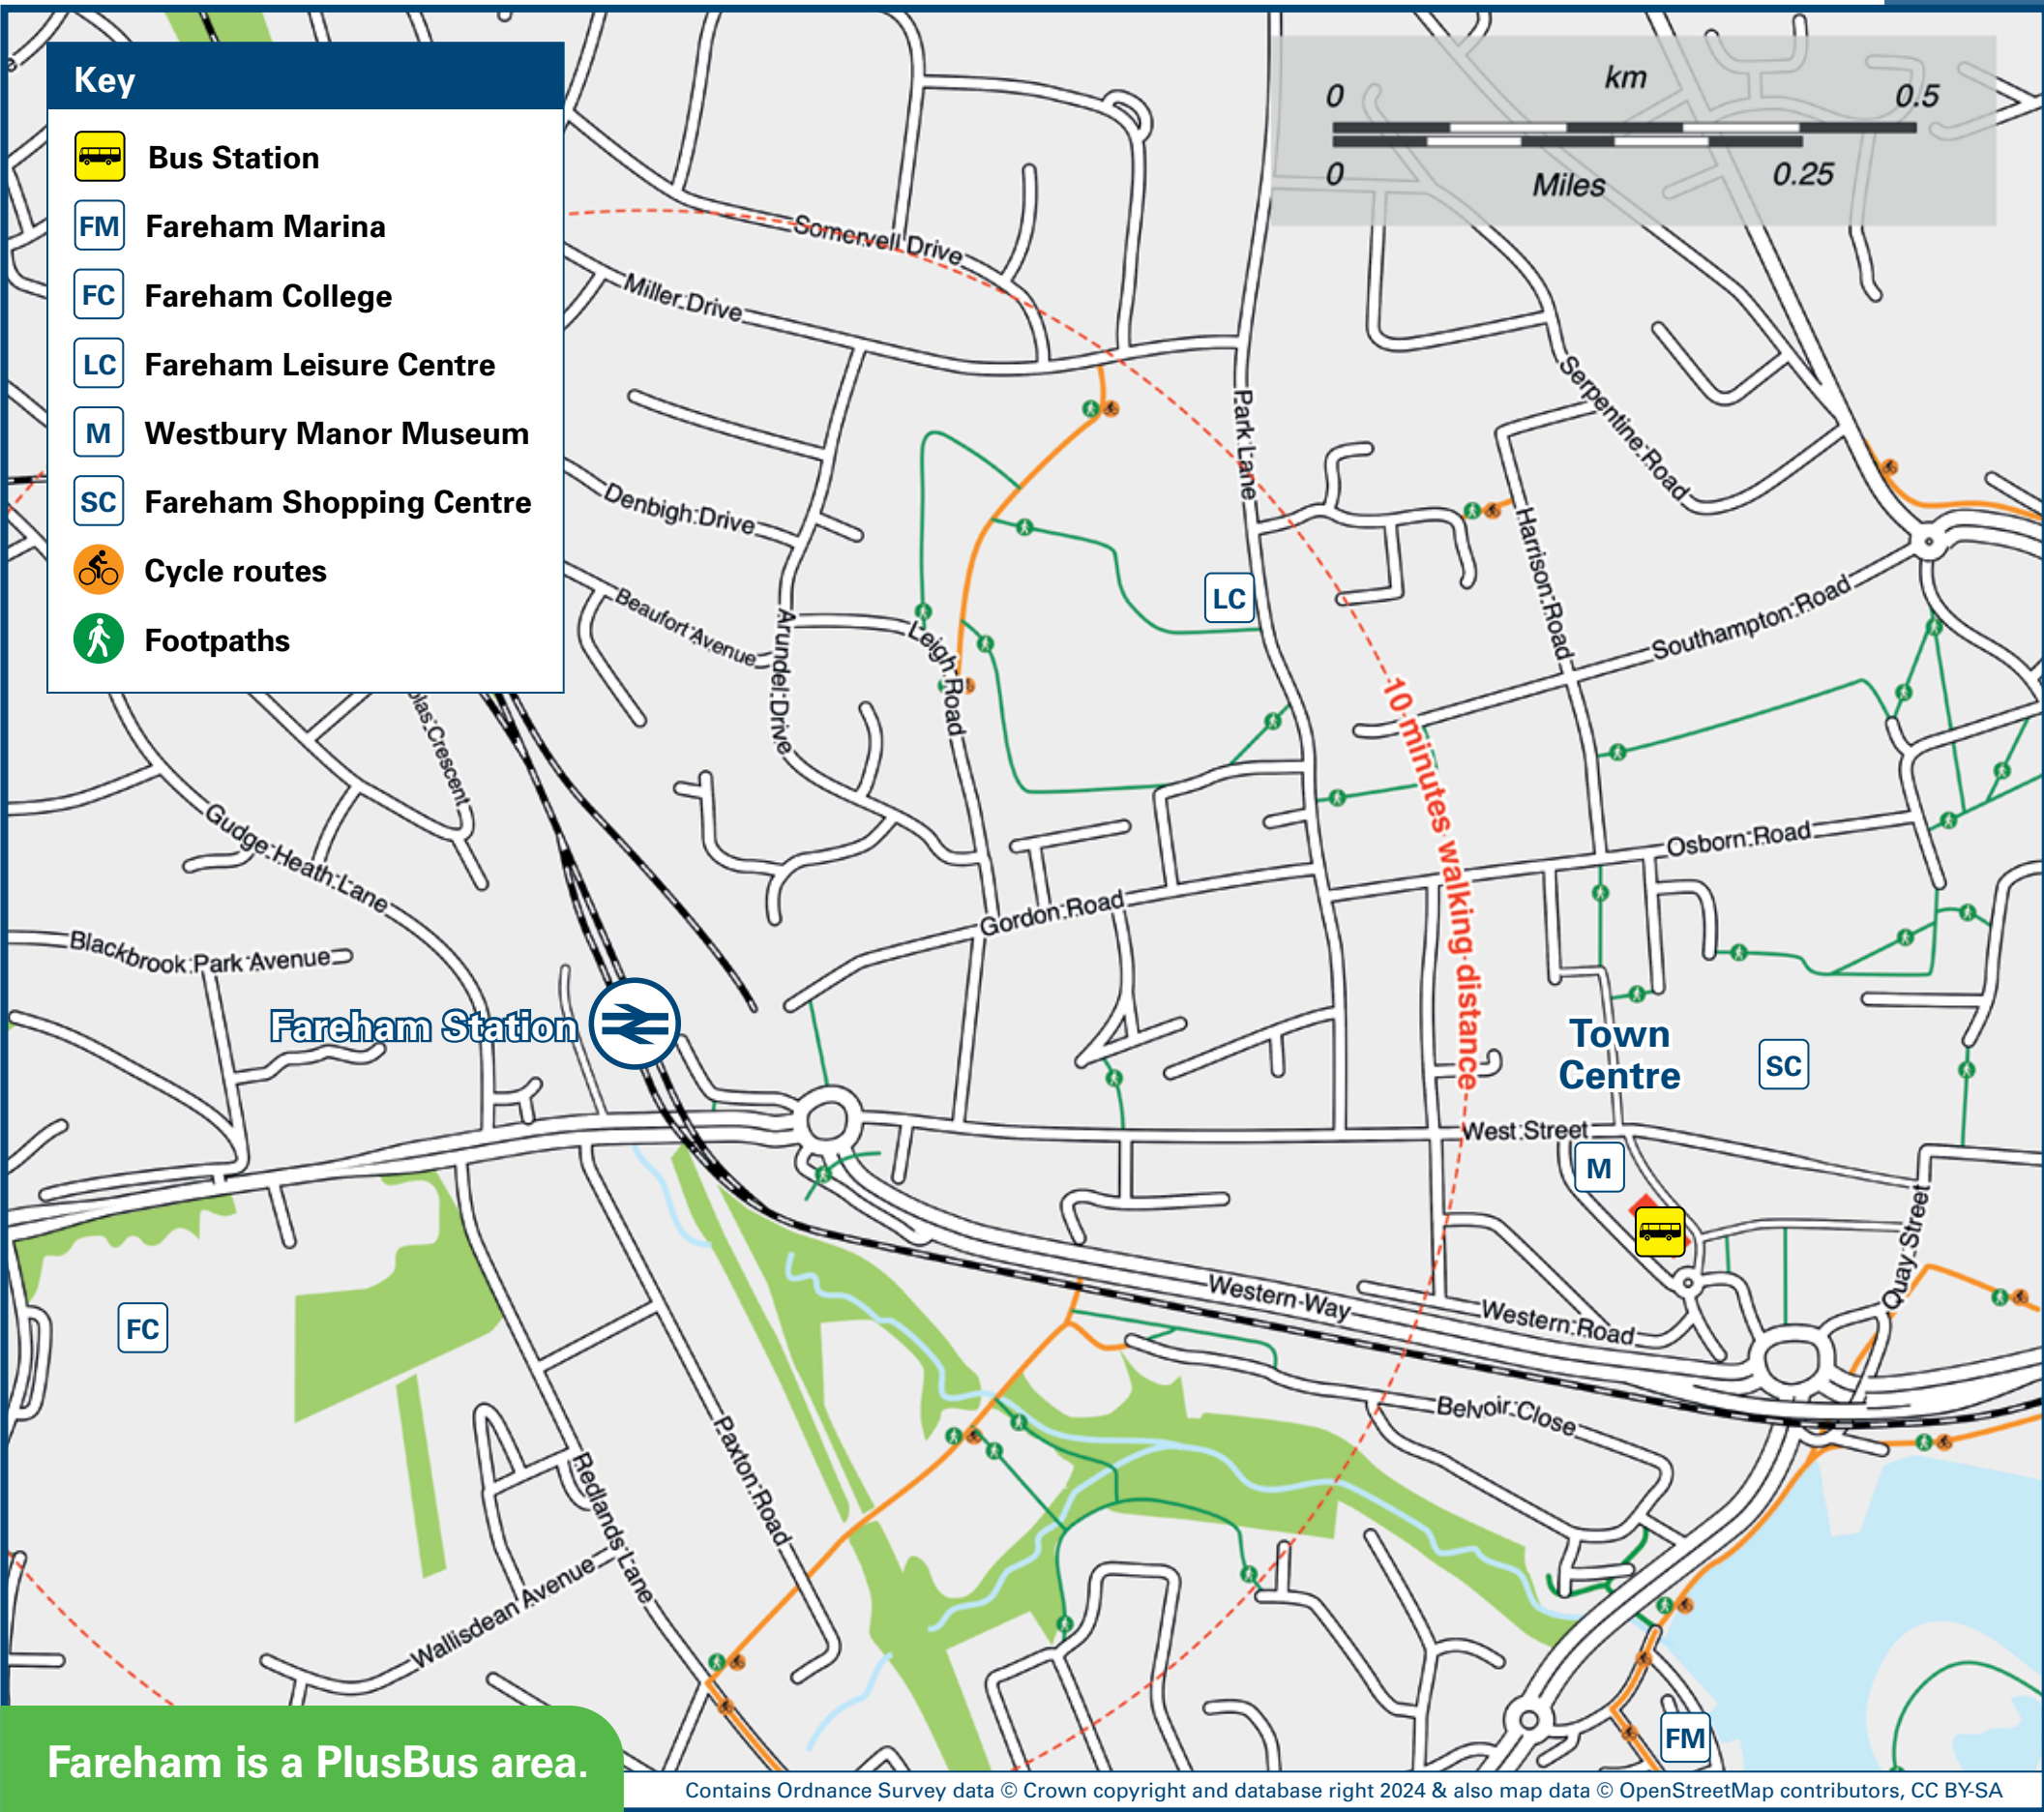 Key
Bus Station
FM Fareham Marina
FC Fareham College
LC Fareham Leisure Centre
M Westbury Manor Museum
SC Fareham Shopping Centre
Cycle routes
Footpaths
km
0 0.5
0 0.25
Miles
Somervell Drive
Miller Drive
Park Lane
Serpentine Road
Denbigh Drive
Harrison Road
Beaufort Avenue
LC
Arundel Drive
Leigh Road
Southampton Road
10 minutes walking distance
Crescent
Gudge Heath Lane
Osborn Road
Gordon Road
Blackbrook Park Avenue
Fareham Station
Town
Centre
SC
West Street
M
Quay Street
Western Way
Western Road
FC
Belvoir Close
Paxton Road
Redlands Lane
Wallisdean Avenue
FM
Fareham is a PlusBus area.
Contains Ordnance Survey data © Crown copyright and database right 2024 & also map data © OpenStreetMap contributors, CC BY-SA